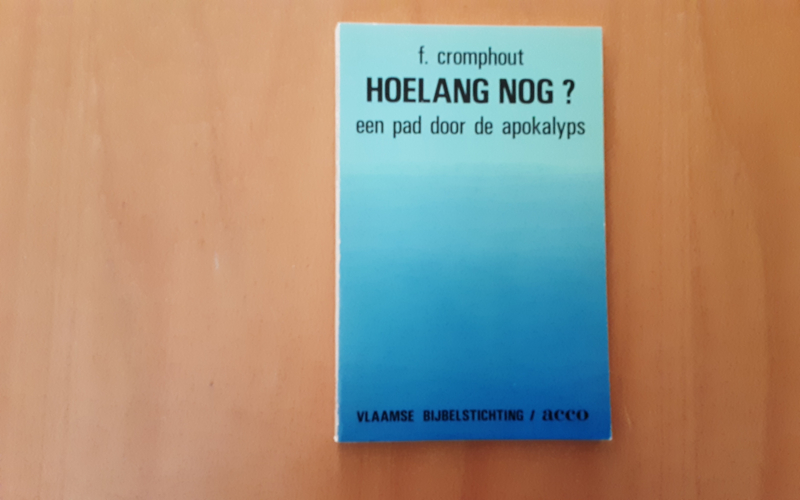 f. cromphout
HOELANG NOG ?
een pad door de apokalyps
VLAAMSE BIJBELSTICHTING / acco